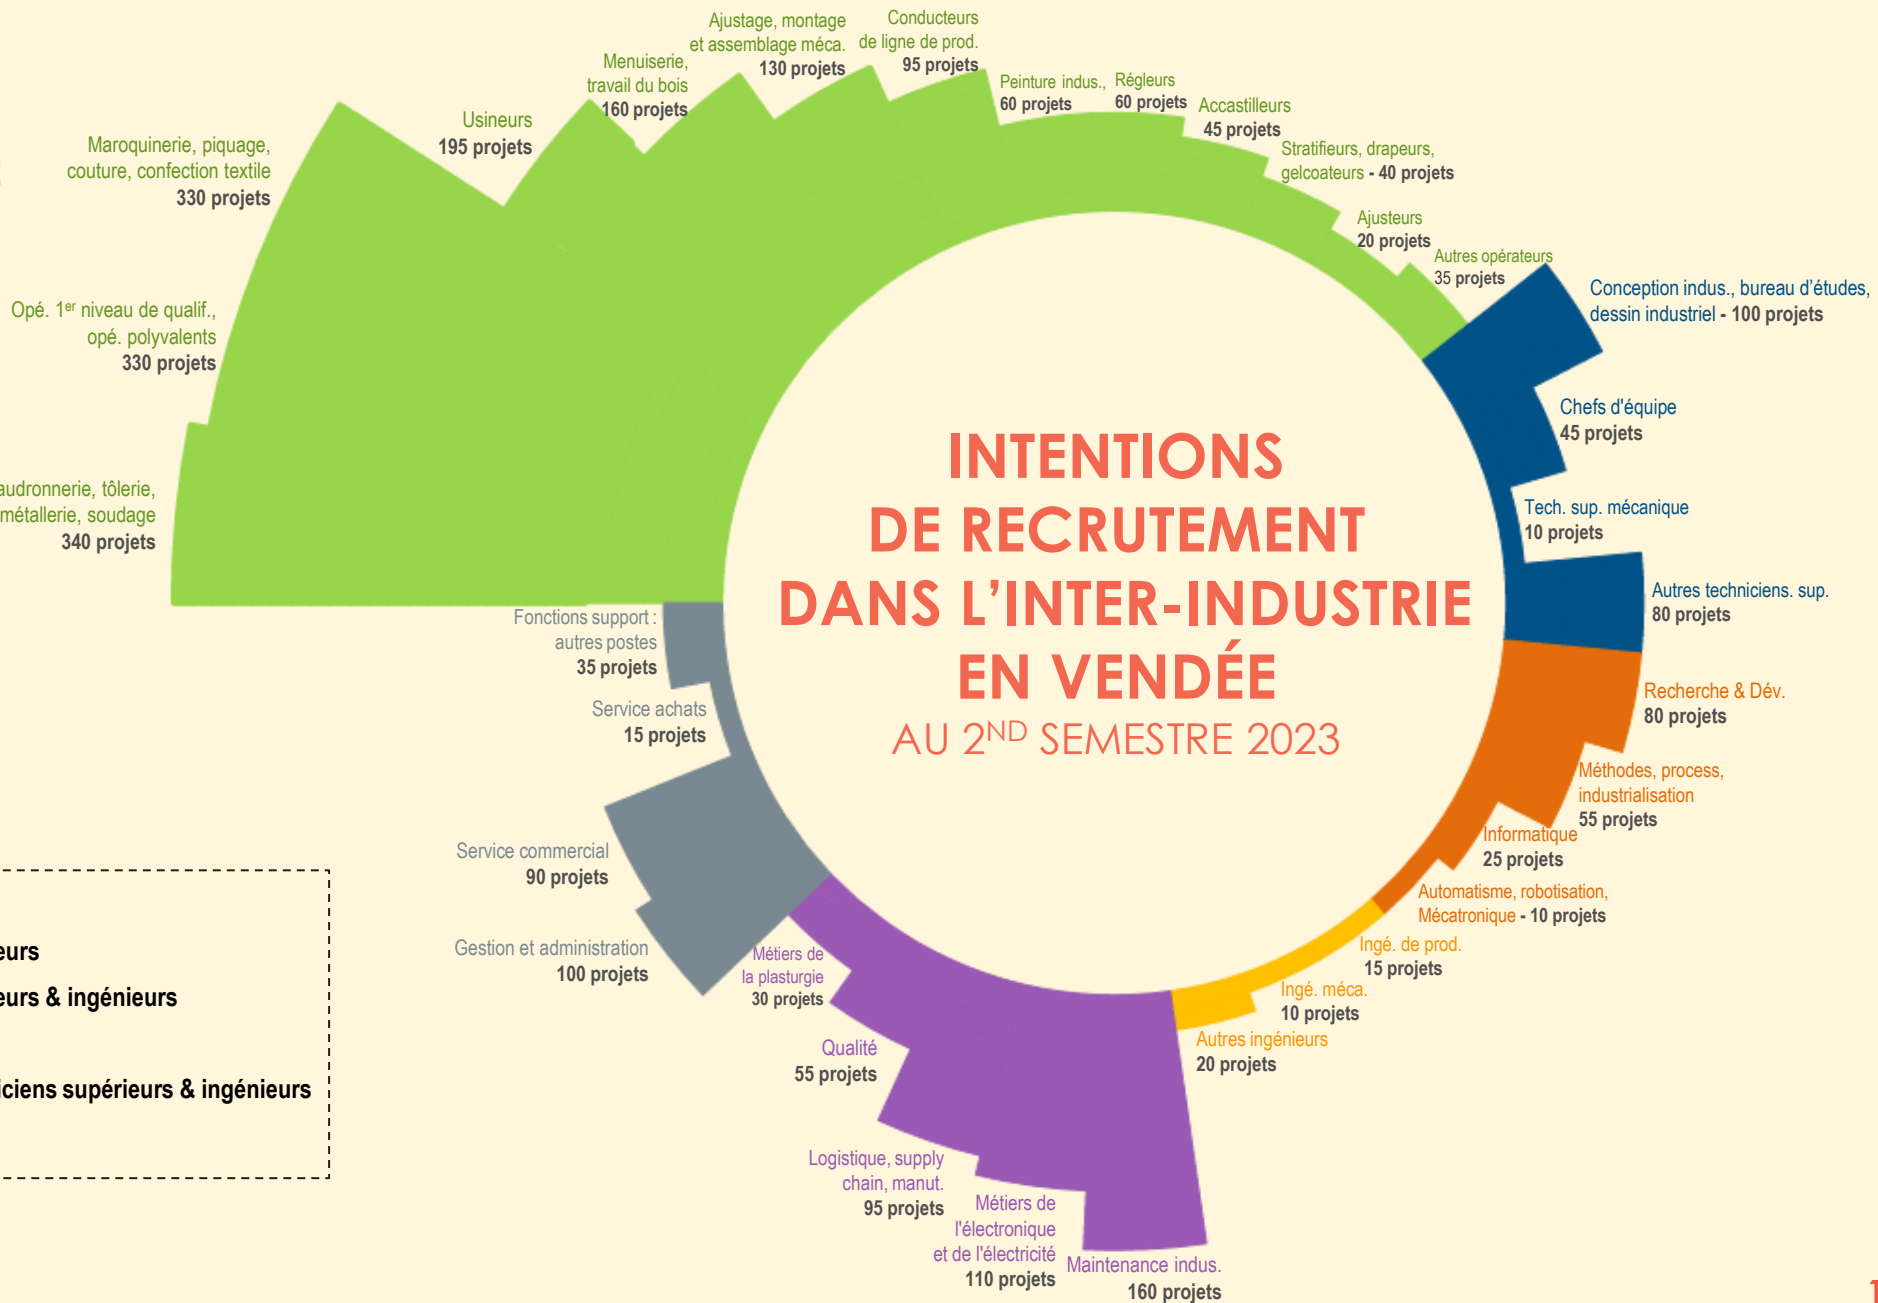 INTENTIONS
DE RECRUTEMENT
DANS L'INTER-INDUSTRIE
EN VENDÉE
AU 2ND SEMESTRE 2023
audronnerie, tôlerie,
métallerie, soudage
340 projets
Opé. 1er niveau de qualif.,
opé. polyvalents
330 projets
Maroquinerie, piquage,
couture, confection textile
330 projets
Usineurs
195 projets
Menuiserie,
travail du bois
160 projets
Ajustage, montage
et assemblage méca.
130 projets
Conducteurs
de ligne de prod.
95 projets
Peinture indus.,
60 projets
Régleurs
60 projets
Accastilleurs
45 projets
Stratifieurs, drapeurs,
gelcoateurs - 40 projets
Ajusteurs
20 projets
Autres opérateurs
35 projets
Conception indus., bureau d'études,
dessin industriel - 100 projets
Chefs d'équipe
45 projets
Tech. sup. mécanique
10 projets
Autres techniciens. sup.
80 projets
Recherche & Dév.
80 projets
Méthodes, process,
industrialisation
55 projets
Informatique
25 projets
Automatisme, robotisation,
Mécatronique - 10 projets
Ingé. de prod.
15 projets
Ingé. méca.
10 projets
Autres ingénieurs
20 projets
Maintenance indus.
160 projets
Métiers de
l'électronique
et de l'électricité
110 projets
Logistique, supply
chain, manut.
95 projets
Qualité
55 projets
Métiers de
la plasturgie
30 projets
Gestion et administration
100 projets
Service commercial
90 projets
Service achats
15 projets
Fonctions support :
autres postes
35 projets
eurs
eurs & ingénieurs
iciens supérieurs & ingénieurs